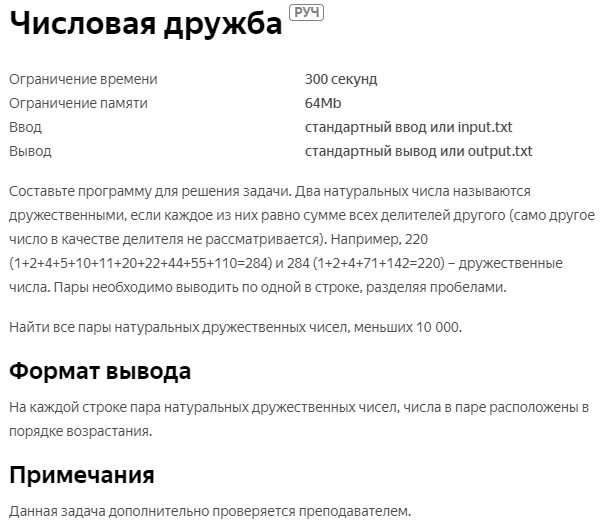 Числовая дружба РУЧ
Ограничение времени 300 секунд
Ограничение памяти 64Mb
Ввод стандартный ввод или input.txt
Вывод стандартный вывод или output.txt
Составьте программу для решения задачи. Два натуральных числа называются
дружественными, если каждое из них равно сумме всех делителей другого (само другое
число в качестве делителя не рассматривается). Например, 220
(1+2+4+5+10+11+20+22+44+55+110=284) и 284 (1+2+4+71+142=220) – дружественные
числа. Пары необходимо выводить по одной в строке, разделяя пробелами.
Найти все пары натуральных дружественных чисел, меньших 10 000.
Формат вывода
На каждой строке пара натуральных дружественных чисел, числа в паре расположены в
порядке возрастания.
Примечания
Данная задача дополнительно проверяется преподавателем.